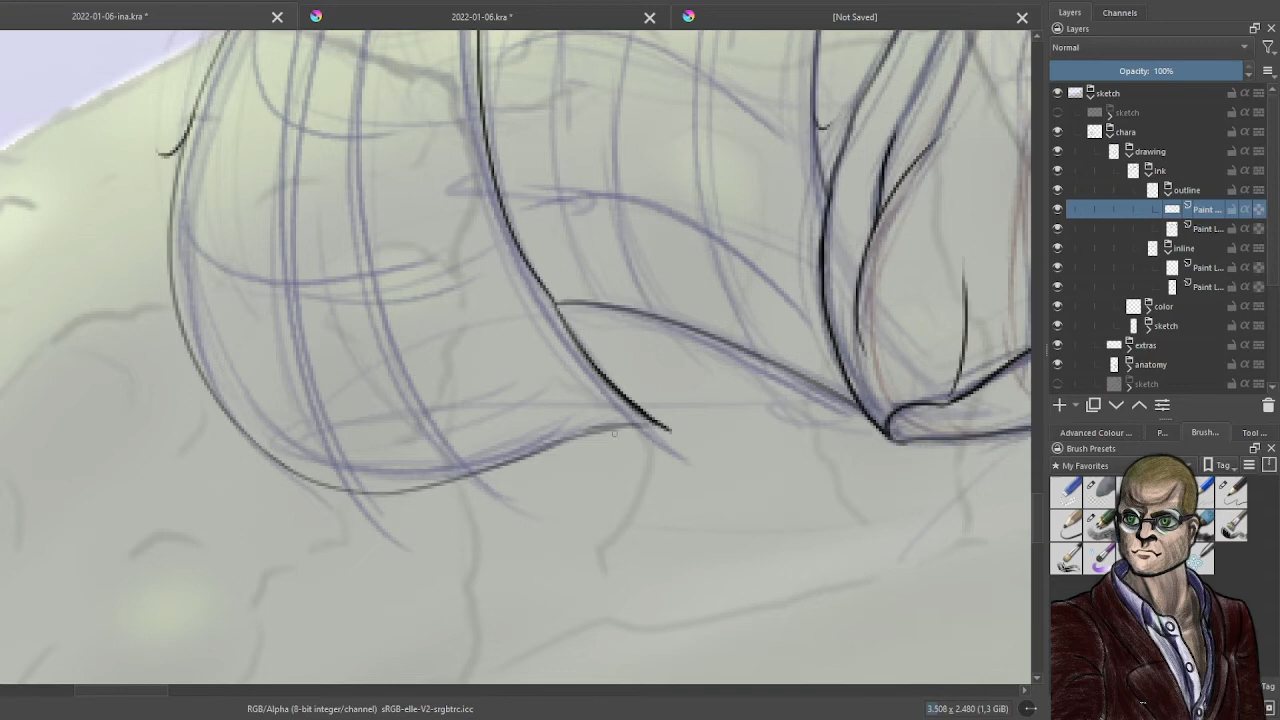 2022-01-06-ina.kra *
2022-01-06.kra *
[Not Saved]
Layers
Channels
Layers
Normal
Opacity: 100%
sketch
sketch
chara
drawing
ink
outline
Paint ...
Paint L...
inline
Paint L...
Paint L...
color
sketch
extras
anatomy
sketch
Advanced Colour ...
P...
Brush...
Tool ...
Brush Presets
★ My Favorites
Tag
Tag
RGB/Alpha (8-bit integer/channel) sRGB-elle-V2-srgbtrc.icc
3.508 x 2.480 (1,3 GiB)